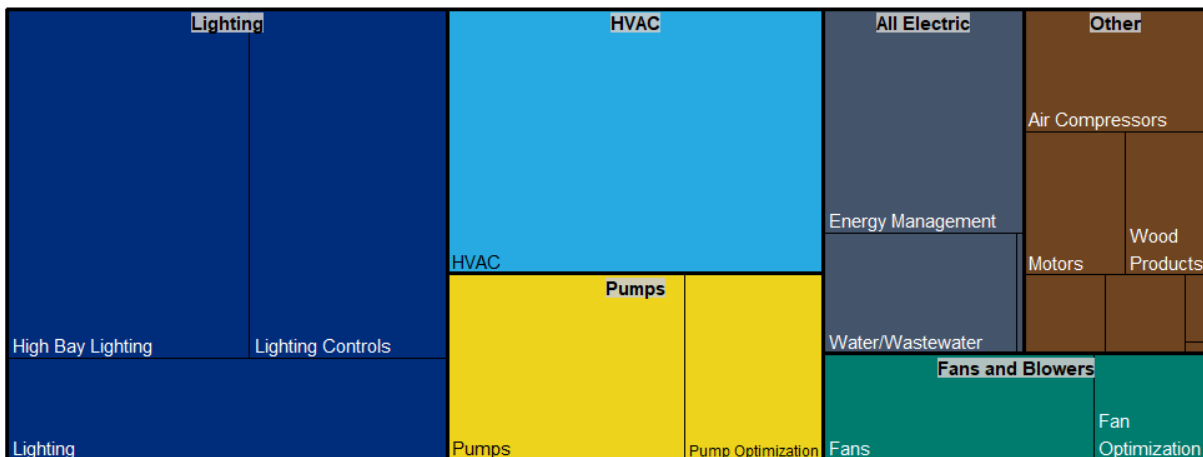 Lighting
HVAC
All Electric
Other
Air Compressors
Energy Management
Wood
Products
Motors
HVAC
Pumps
High Bay Lighting
Lighting Controls
Water/Wastewater
Fans and Blowers
Fan
Optimization
Lighting
Pumps
Pump Optimization
Fans